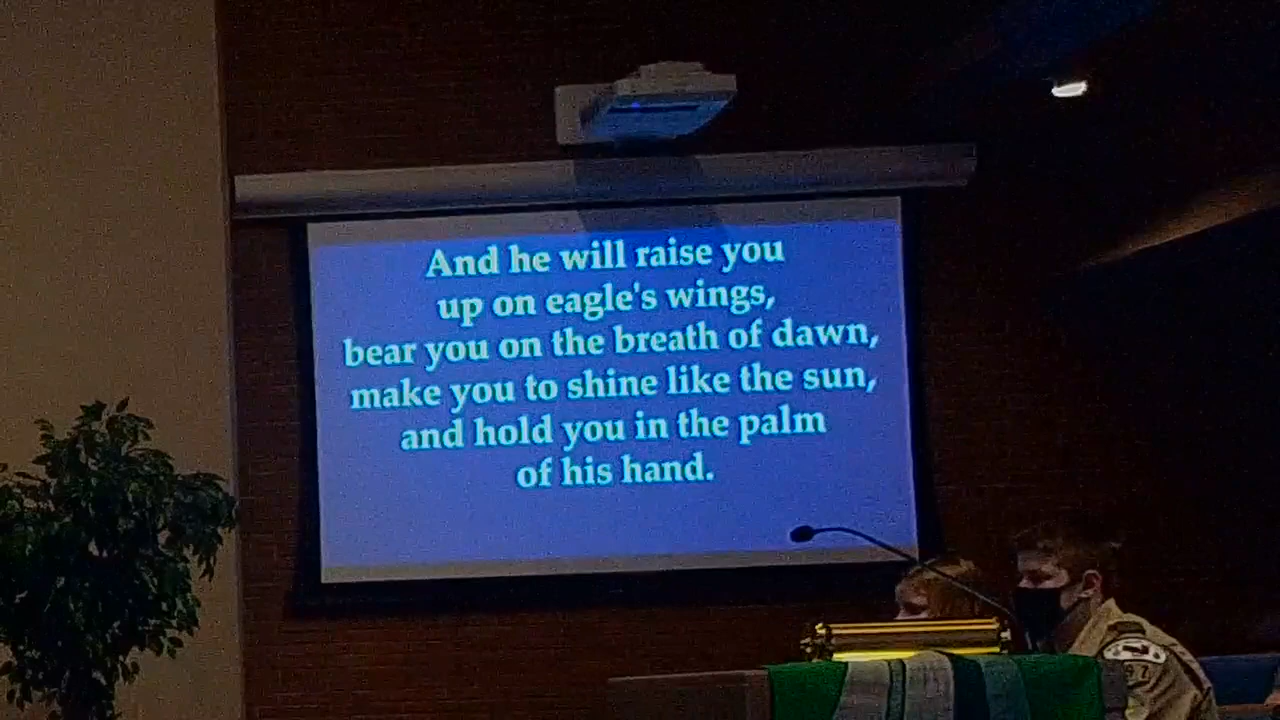 And he will raise you
up on eagle's wings,
bear you on the breath of dawn,
make you to shine like the sun,
and hold you in the palm
of his hand.